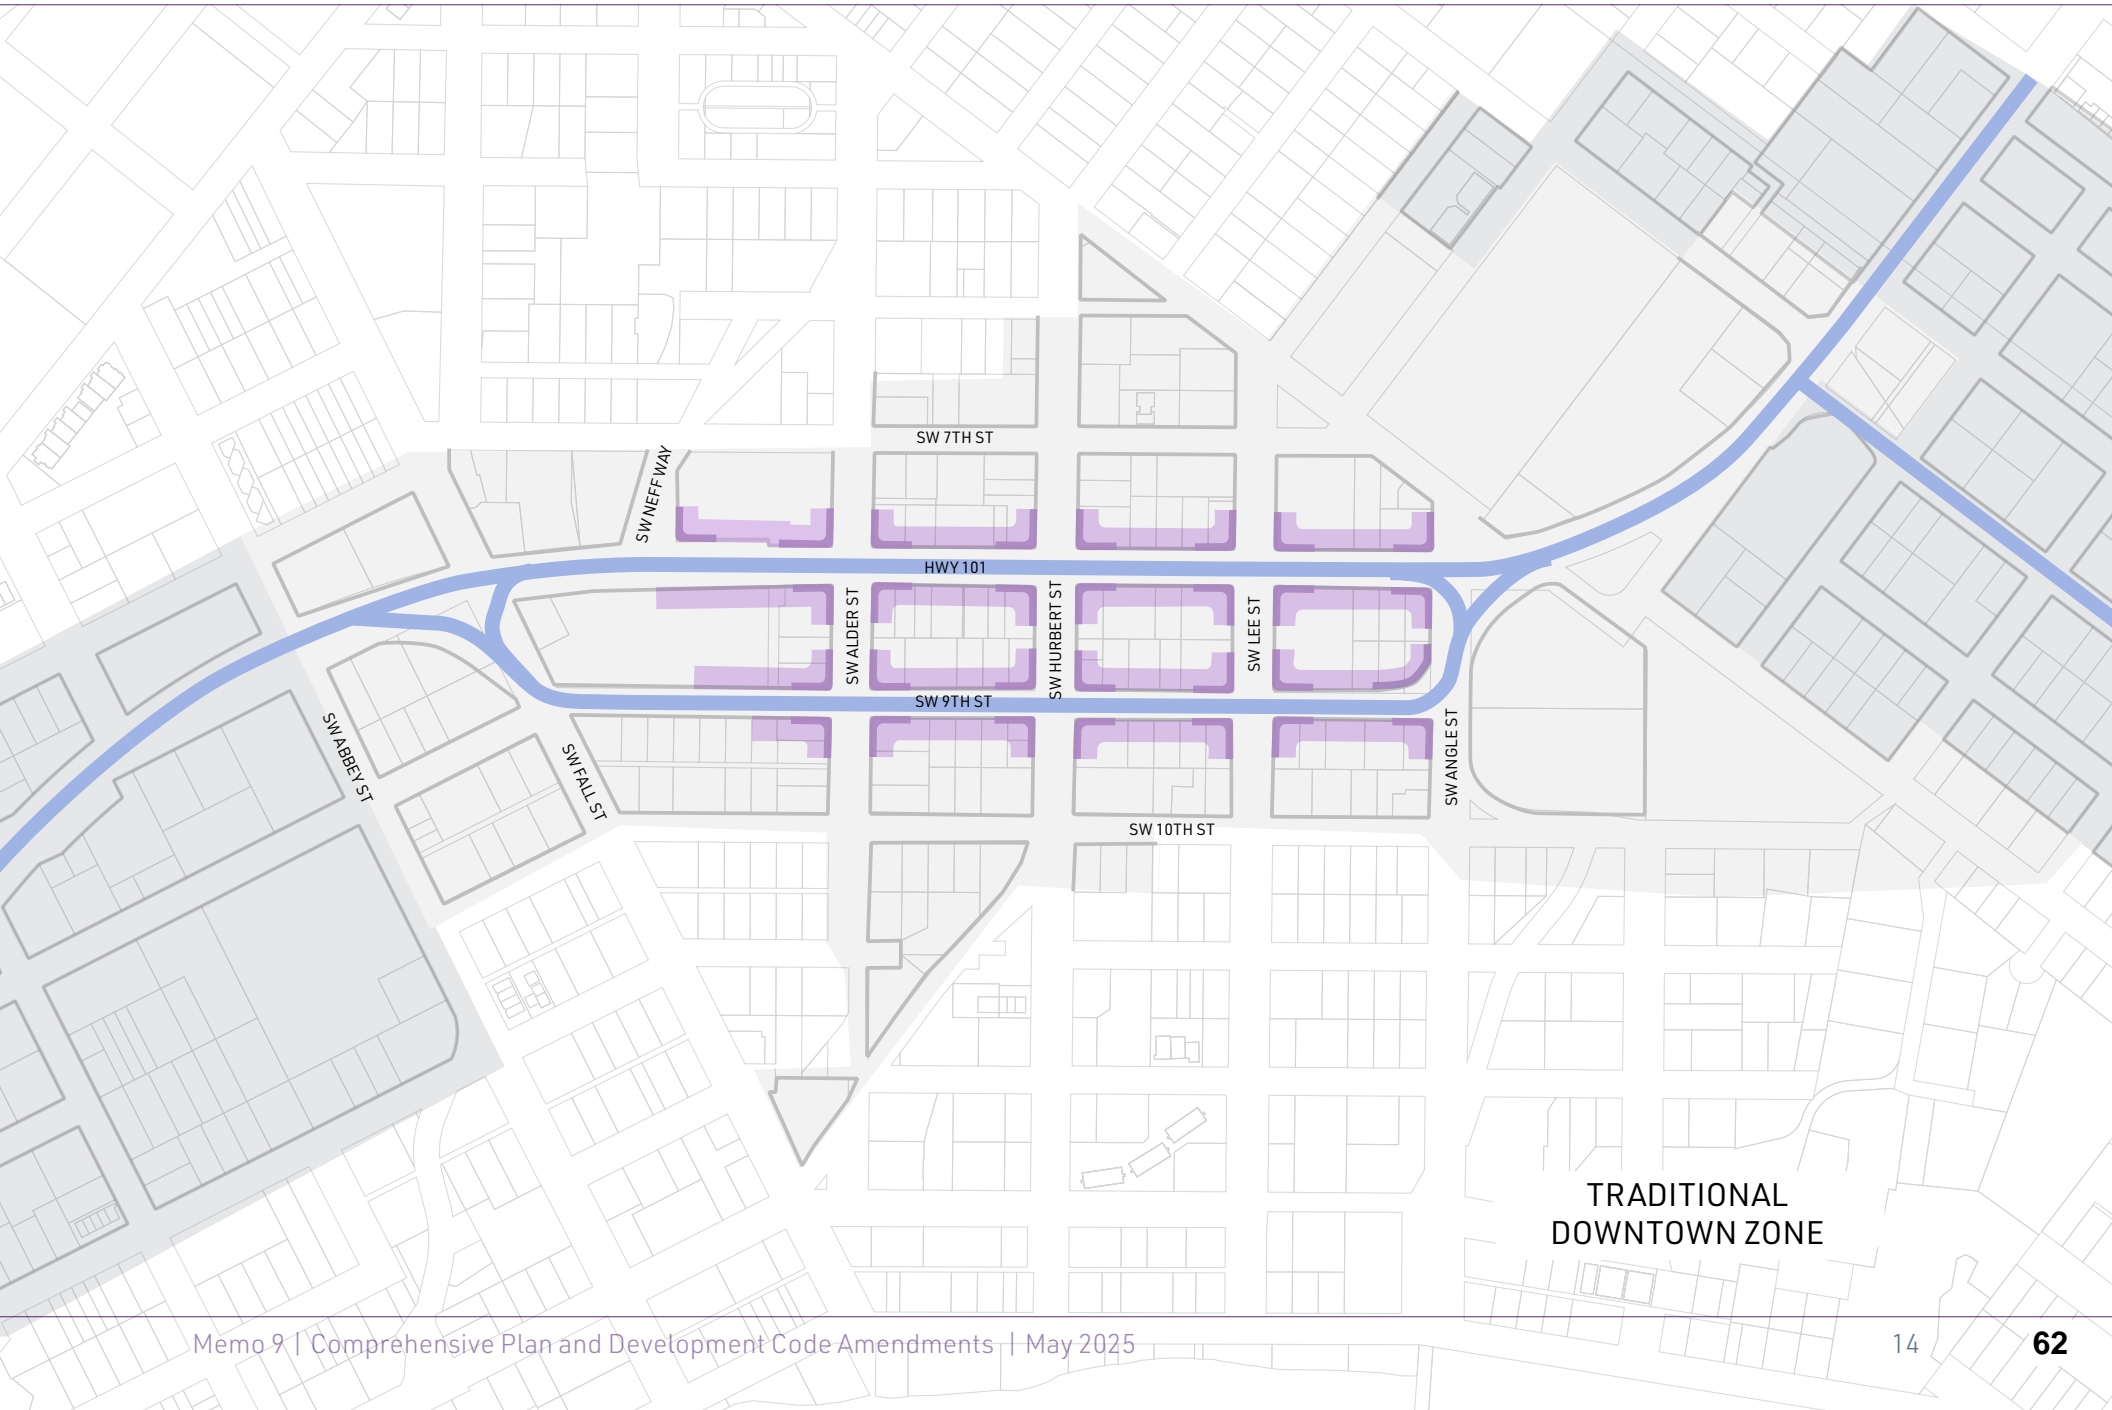 SW 7TH ST
SW NEFF WAY
HWY 101
SW ALDER ST
SW HURBERT ST
SW LEE ST
SW 9TH ST
SW ABBEY ST
SW FALL ST
SW ANGLE ST
SW 10TH ST
TRADITIONAL
DOWNTOWN ZONE
Memo 9 | Comprehensive Plan and Development Code Amendments | May 2025
14
62